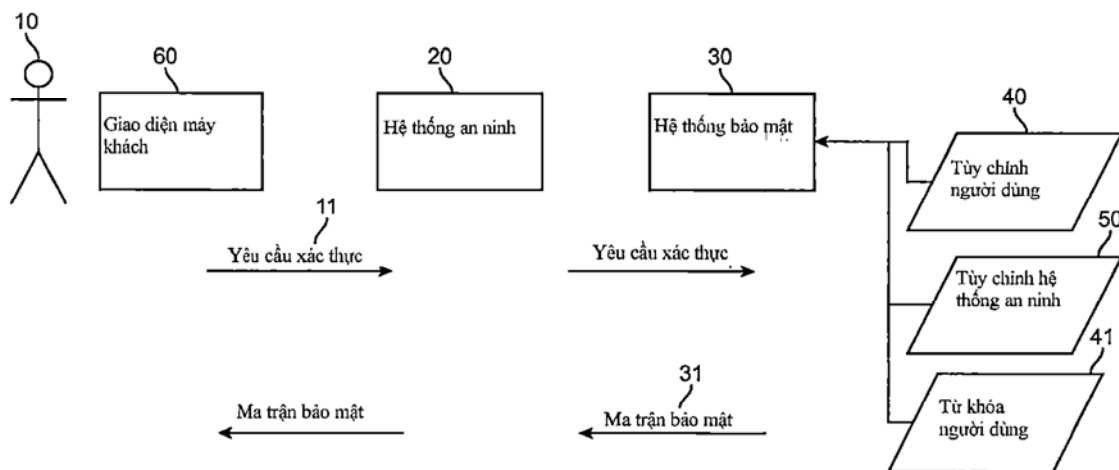 10
60
20
30
40
Giao diện máy
khách
Hệ thống an ninh
Hệ thống bảo mật
Tùy chỉnh
người dùng
11
Yêu cầu xác thực
Yêu cầu xác thực
50
Tùy chỉnh hệ
thống an ninh
31
41
Ma trận bảo mật
Ma trận bảo mật
Từ khóa
người dùng